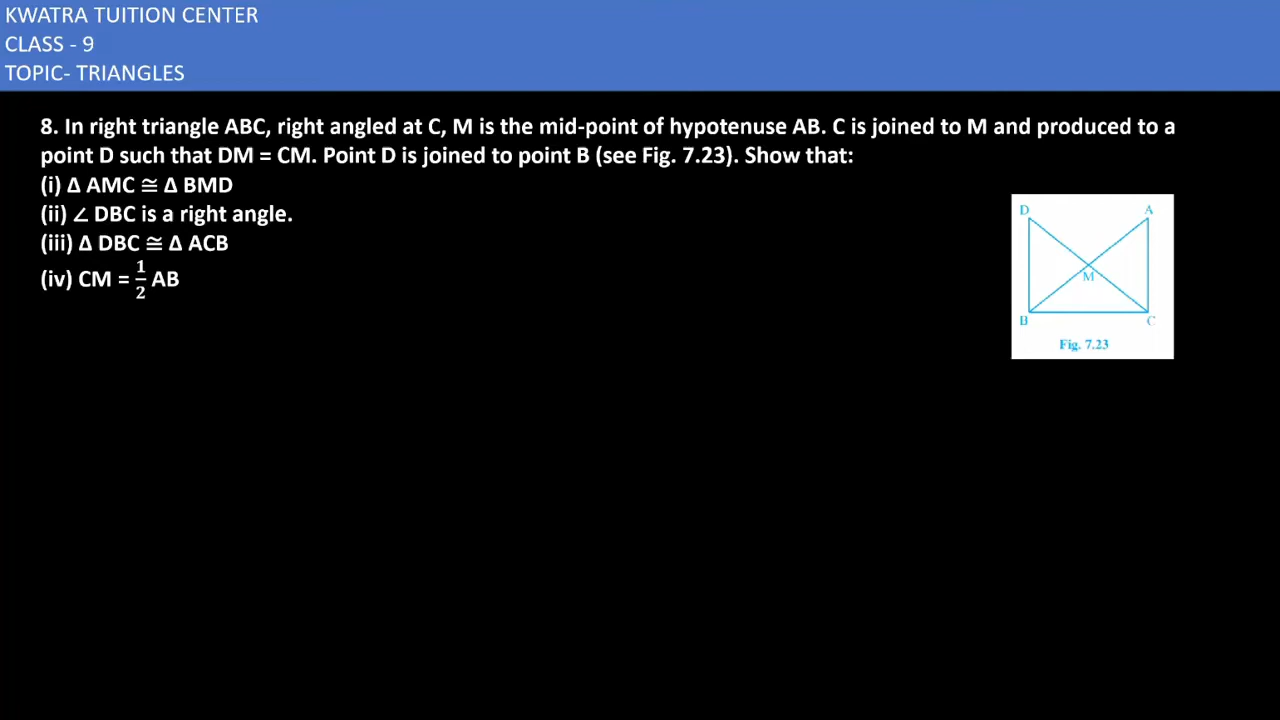 KWATRA TUITION CENTER
CLASS - 9
TOPIC- TRIANGLES
8. In right triangle ABC, right angled at C, M is the mid-point of hypotenuse AB. C is joined to M and produced to a
point D such that DM = CM. Point D is joined to point B (see Fig. 7.23). Show that:
(i) Δ AMC ≅ Δ BMD
(ii) ∠ DBC is a right angle.
(iii) Δ DBC ≅ Δ ACB
(iv) CM = 1/2 AB
D A
M
B C
Fig. 7.23